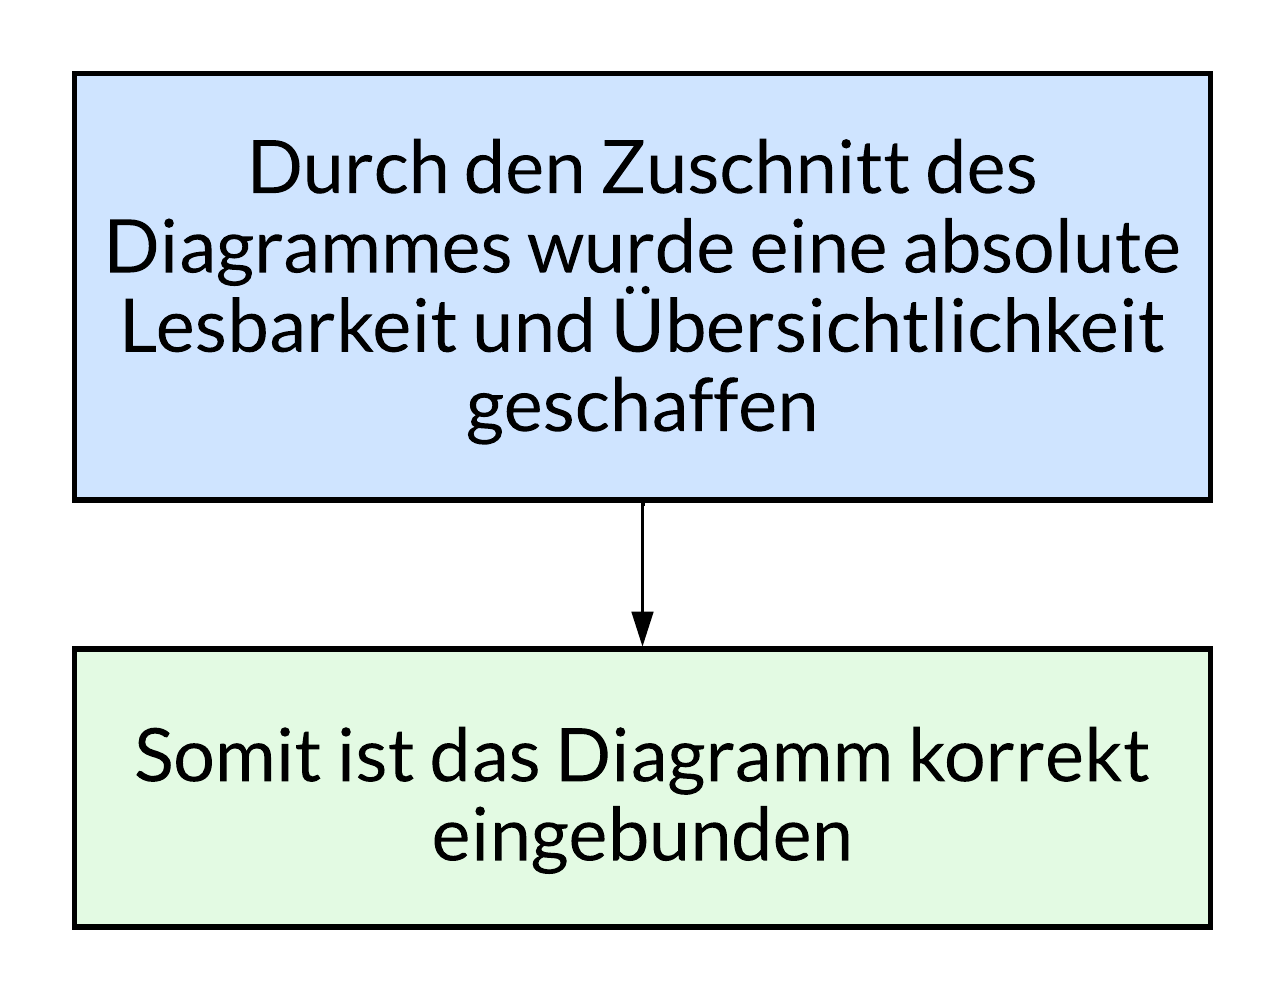 Durch den Zuschnitt des
Diagrammes wurde eine absolute
Lesbarkeit und Übersichtlichkeit
geschaffen
Somit ist das Diagramm korrekt
eingebunden